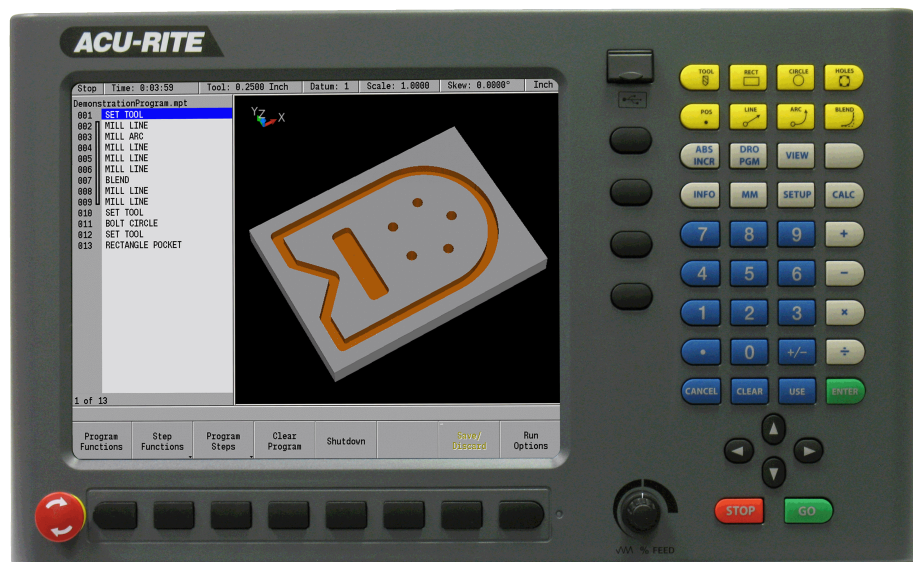 ACU-RITE
Stop Time: 0:03:59 Tool: 0.2500 Inch Datum: 1 Scale: 1.0000 Skew: 0.0000° Inch
DemonstrationProgram.mpt
001 SET TOOL
002 MILL LINE
003 MILL ARC
004 MILL LINE
005 MILL LINE
006 MILL LINE
007 BLEND
008 MILL LINE
009 MILL LINE
010 SET TOOL
011 BOLT CIRCLE
012 SET TOOL
013 RECTANGLE POCKET
Y Z X
1 of 13
Program Functions
Step Functions
Program Steps
Clear Program
Shutdown
Save/ Discard
Run Options
TOOL RECT CIRCLE HOLES
POS LINE ARC BLEND
ABS INCR
DRO PGM
VIEW
INFO MM SETUP CALC
7 8 9 +
4 5 6 −
1 2 3 ×
• 0 +/− ÷
CANCEL CLEAR USE ENTER
STOP GO
% FEED